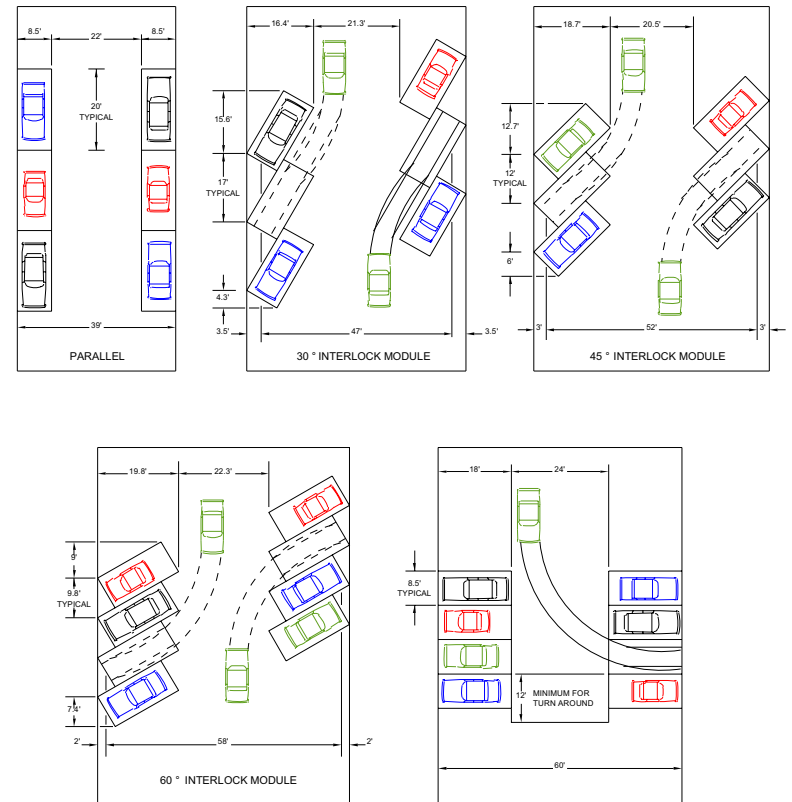 8.5' 22' 8.5'
20'
TYPICAL
39'
PARALLEL
16.4' 21.3'
15.6'
17'
TYPICAL
4.3'
3.5' 47' 3.5'
30 ° INTERLOCK MODULE
18.7' 20.5'
12.7'
12'
TYPICAL
6'
3' 52' 3'
45 ° INTERLOCK MODULE
19.8' 22.3'
9'
9.8'
TYPICAL
7.4'
2' 58' 2'
60 ° INTERLOCK MODULE
18' 24'
8.5'
TYPICAL
12' MINIMUM FOR
TURN AROUND
60'